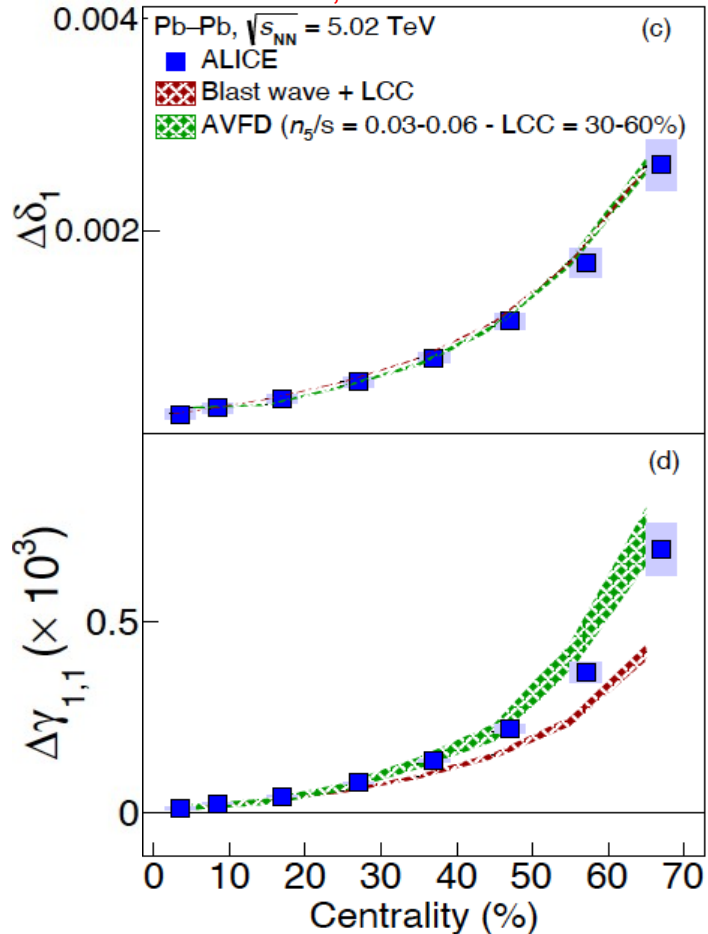 0.004
Pb–Pb, √s_NN = 5.02 TeV
(c)
ALICE
Blast wave + LCC
AVFD (n₅/s = 0.03-0.06 - LCC = 30-60%)
Δδ₁
0.002
(d)
Δγ₁,₁ (× 10³)
0.5
0
0 10 20 30 40 50 60 70
Centrality (%)